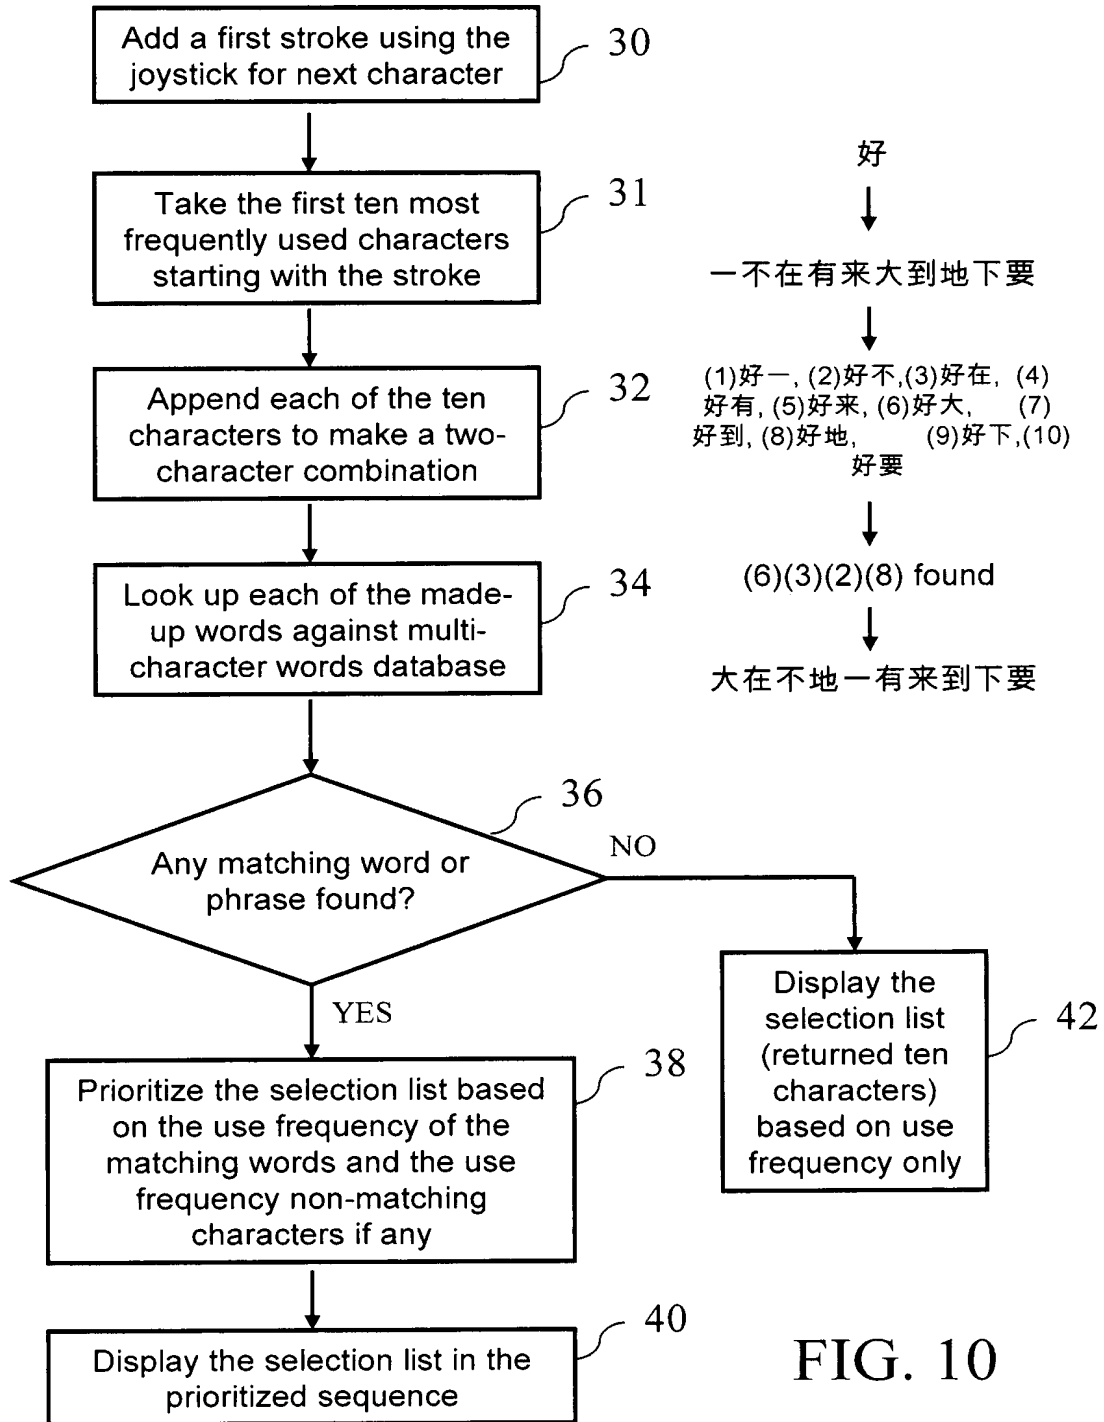 Add a first stroke using the
joystick for next character
30
Take the first ten most
frequently used characters
starting with the stroke
31
Append each of the ten
characters to make a two-
character combination
32
Look up each of the made-
up words against multi-
character words database
34
Any matching word or
phrase found?
36
NO
YES
Prioritize the selection list based
on the use frequency of the
matching words and the use
frequency non-matching
characters if any
38
Display the selection list in the
prioritized sequence
40
Display the
selection list
(returned ten
characters)
based on use
frequency only
42
好
一不在有来大到地下要
(1)好一, (2)好不,(3)好在, (4)
好有, (5)好来, (6)好大, (7)
好到, (8)好地, (9)好下,(10)
好要
(6)(3)(2)(8) found
大在不地一有来到下要
FIG. 10